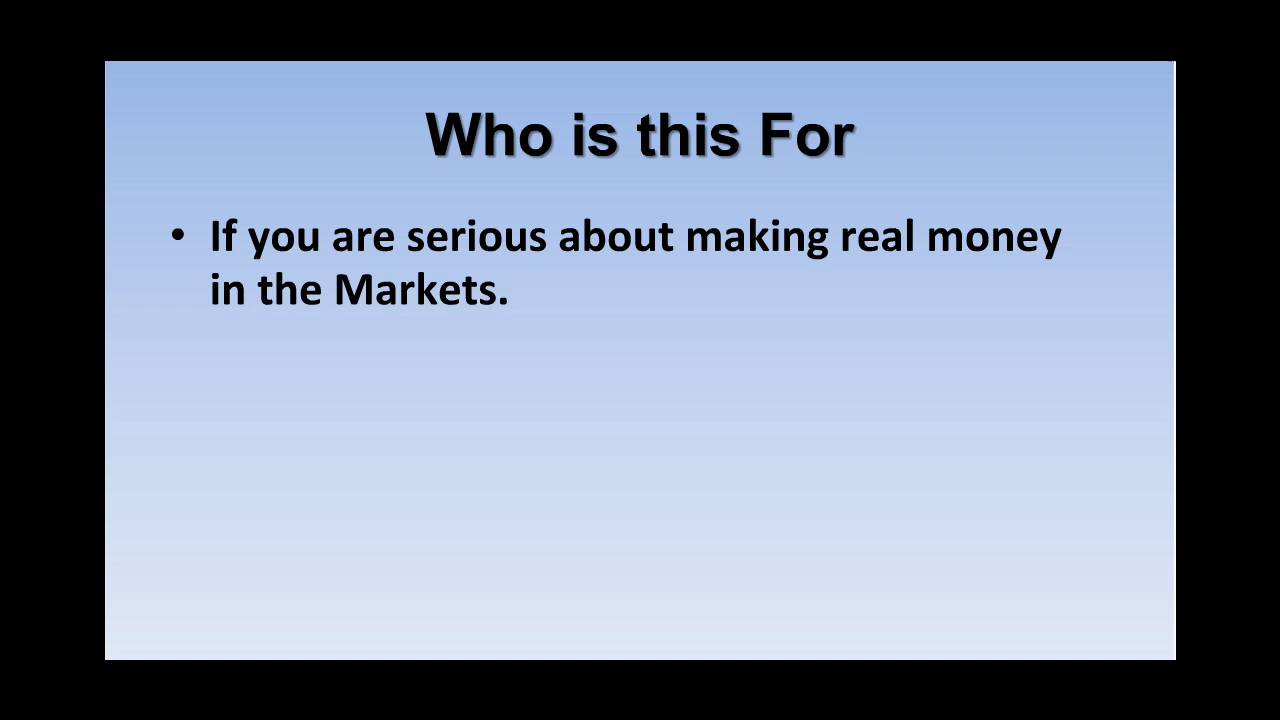 Who is this For
• If you are serious about making real money
in the Markets.